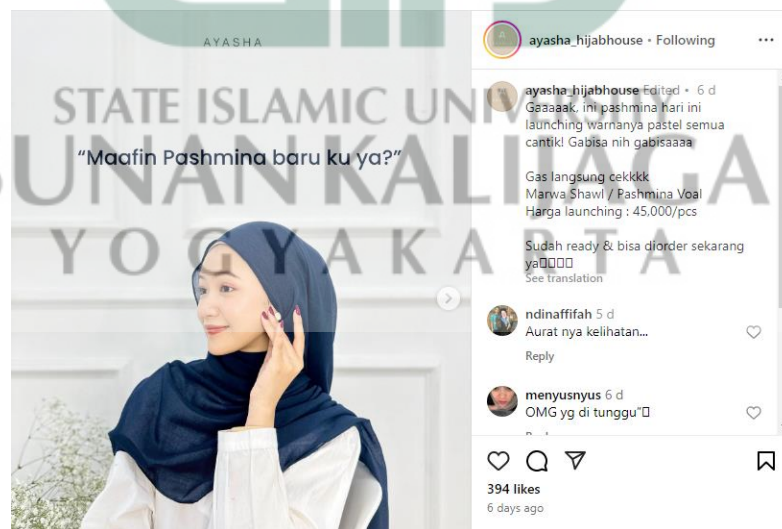 AYASHA
STATE ISLAMIC UNIVERSITY
SUNAN KALIJAGA
YOGYAKARTA
“Maafin Pashmina baru ku ya?”
ayasha_hijabhouse • Following
ayasha_hijabhouse Edited • 6 d
Gaaaaak, ini pashmina hari ini
launching warnanya pastel semua
cantik! Gabisa nih gabisaaaa
Gas langsung cekkkk
Marwa Shawl / Pashmina Voal
Harga launching : 45,000/pcs
Sudah ready & bisa diorder sekarang
ya▯▯▯▯
See translation
ndinaffifah 5 d
Aurat nya kelihatan...
Reply
menyusnyus 6 d
OMG yg di tunggu"▯
394 likes
6 days ago